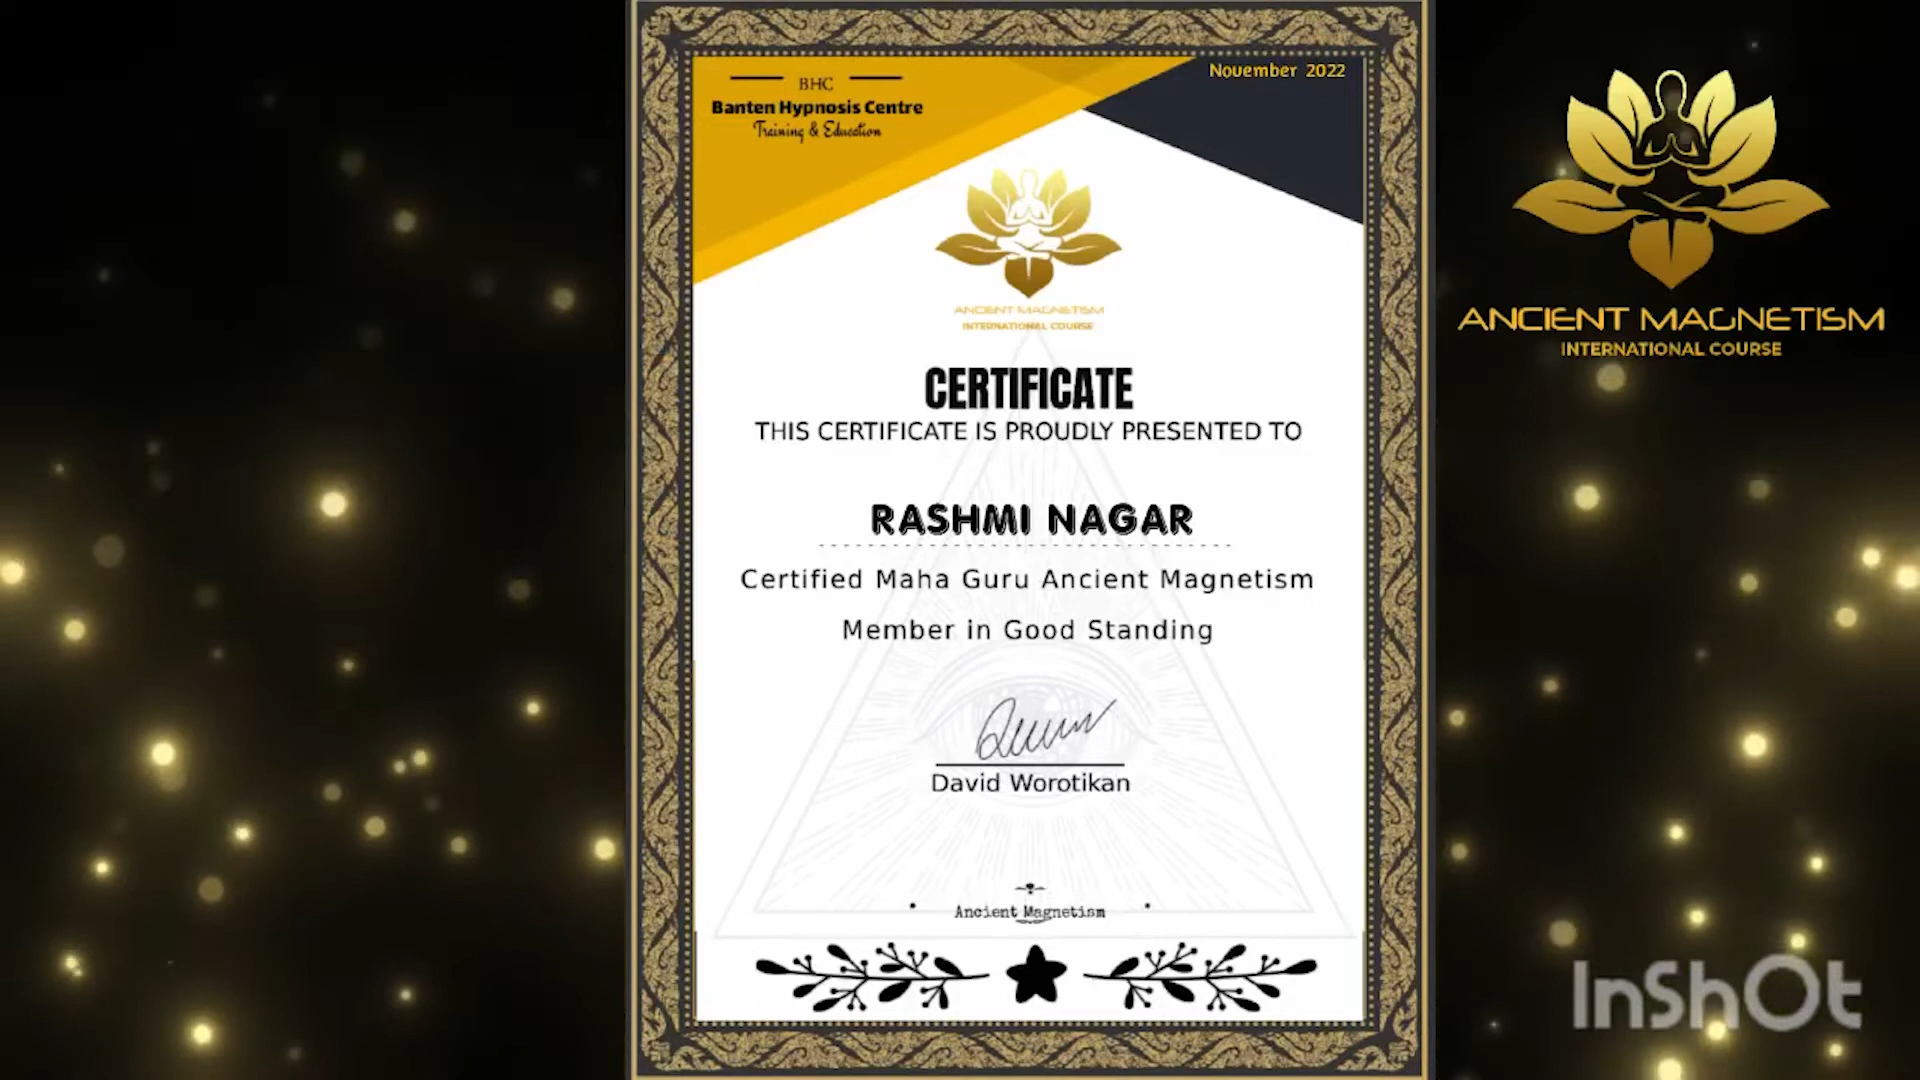 BHC
Banten Hypnosis Centre
Training & Education
November 2022
ANCIENT MAGNETISM
INTERNATIONAL COURSE
CERTIFICATE
THIS CERTIFICATE IS PROUDLY PRESENTED TO
RASHMI NAGAR
Certified Maha Guru Ancient Magnetism
Member in Good Standing
David Worotikan
Ancient Magnetism
ANCIENT MAGNETISM
INTERNATIONAL COURSE
InShOt